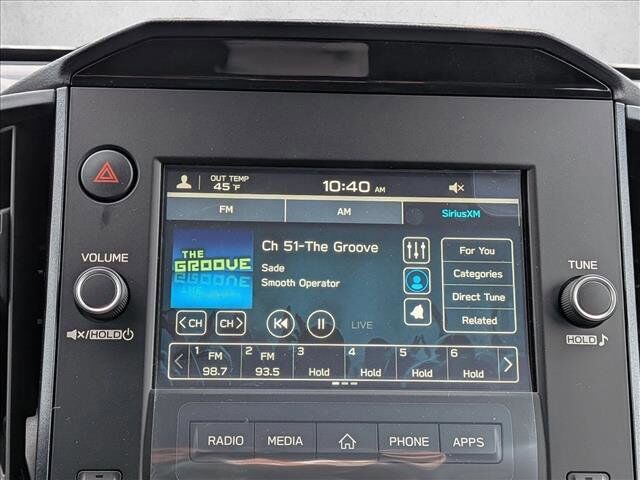 OUT TEMP
45°F
10:40 AM
FM
AM
SiriusXM
VOLUME
TUNE
THE
GROOVE
Ch 51-The Groove
Sade
Smooth Operator
For You
Categories
Direct Tune
Related
<CH
CH>
LIVE
HOLD
HOLD
1 FM 98.7
2 FM 93.5
3 Hold
4 Hold
5 Hold
6 Hold
RADIO
MEDIA
PHONE
APPS